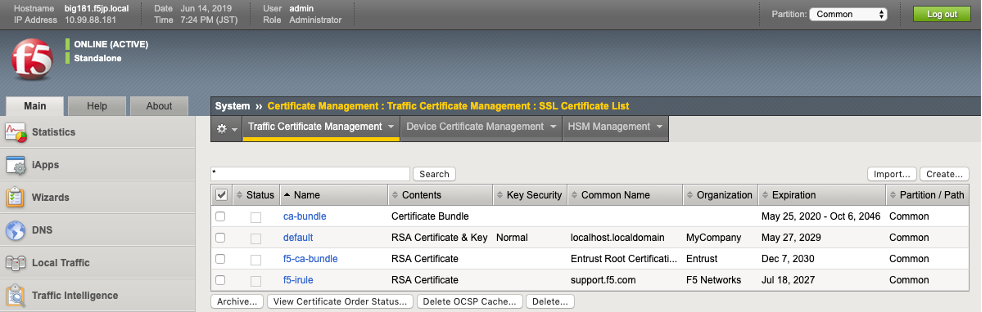 Hostname big181.f5jp.local Date Jun 14, 2019 User admin
IP Address 10.99.88.181 Time 7:24 PM (JST) Role Administrator
Partition: Common Log out
f5
ONLINE (ACTIVE)
Standalone
Main Help About
System ›› Certificate Management : Traffic Certificate Management : SSL Certificate List
Traffic Certificate Management Device Certificate Management HSM Management
Statistics
iApps
Wizards
DNS
Local Traffic
Traffic Intelligence
* Search Import... Create...
Status Name Contents Key Security Common Name Organization Expiration Partition / Path
ca-bundle Certificate Bundle May 25, 2020 - Oct 6, 2046 Common
default RSA Certificate & Key Normal localhost.localdomain MyCompany May 27, 2029 Common
f5-ca-bundle RSA Certificate Entrust Root Certificati... Entrust Dec 7, 2030 Common
f5-irule RSA Certificate support.f5.com F5 Networks Jul 18, 2027 Common
Archive... View Certificate Order Status... Delete OCSP Cache... Delete...